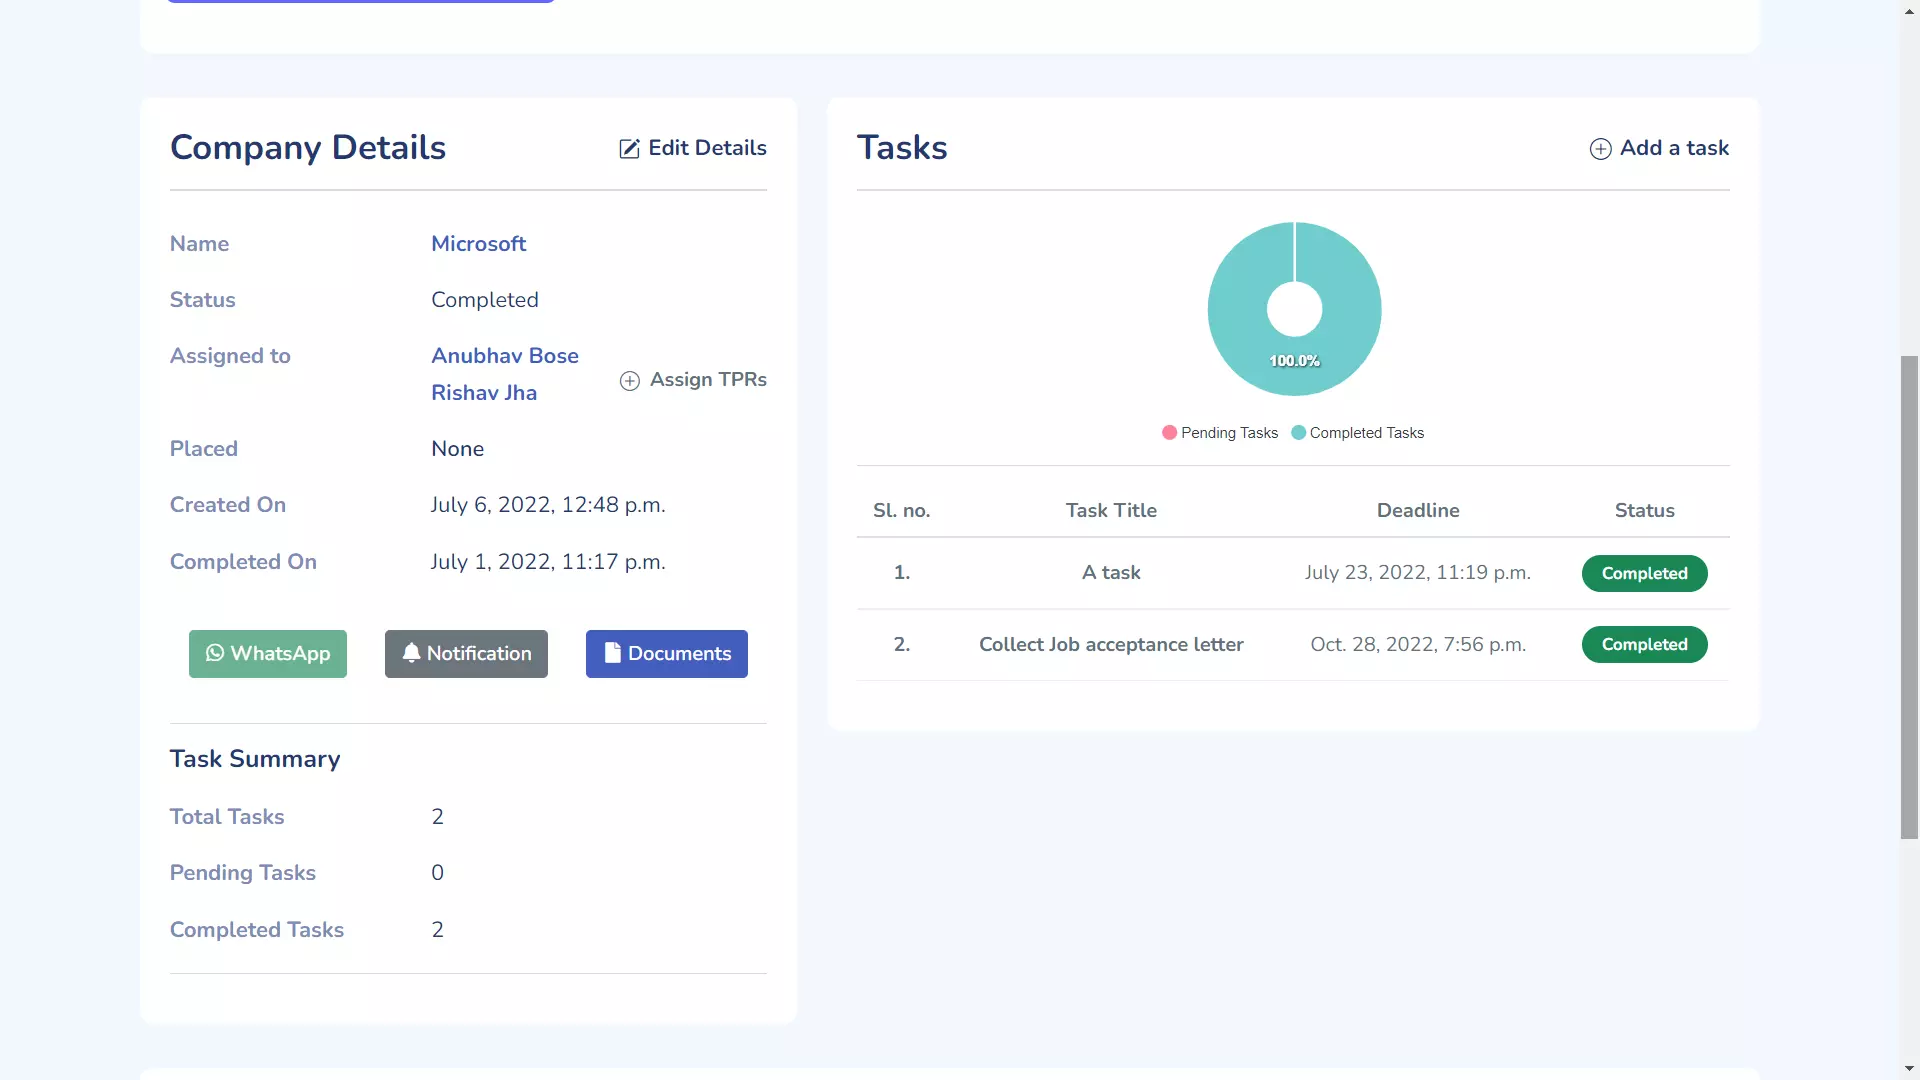 Company Details
Edit Details
Name Microsoft
Status Completed
Assigned to Anubhav Bose
Rishav Jha
Assign TPRs
Placed None
Created On July 6, 2022, 12:48 p.m.
Completed On July 1, 2022, 11:17 p.m.
WhatsApp Notification Documents
Task Summary
Total Tasks 2
Pending Tasks 0
Completed Tasks 2
Tasks
Add a task
100.0%
Pending Tasks Completed Tasks
Sl. no. Task Title Deadline Status
1. A task July 23, 2022, 11:19 p.m. Completed
2. Collect Job acceptance letter Oct. 28, 2022, 7:56 p.m. Completed